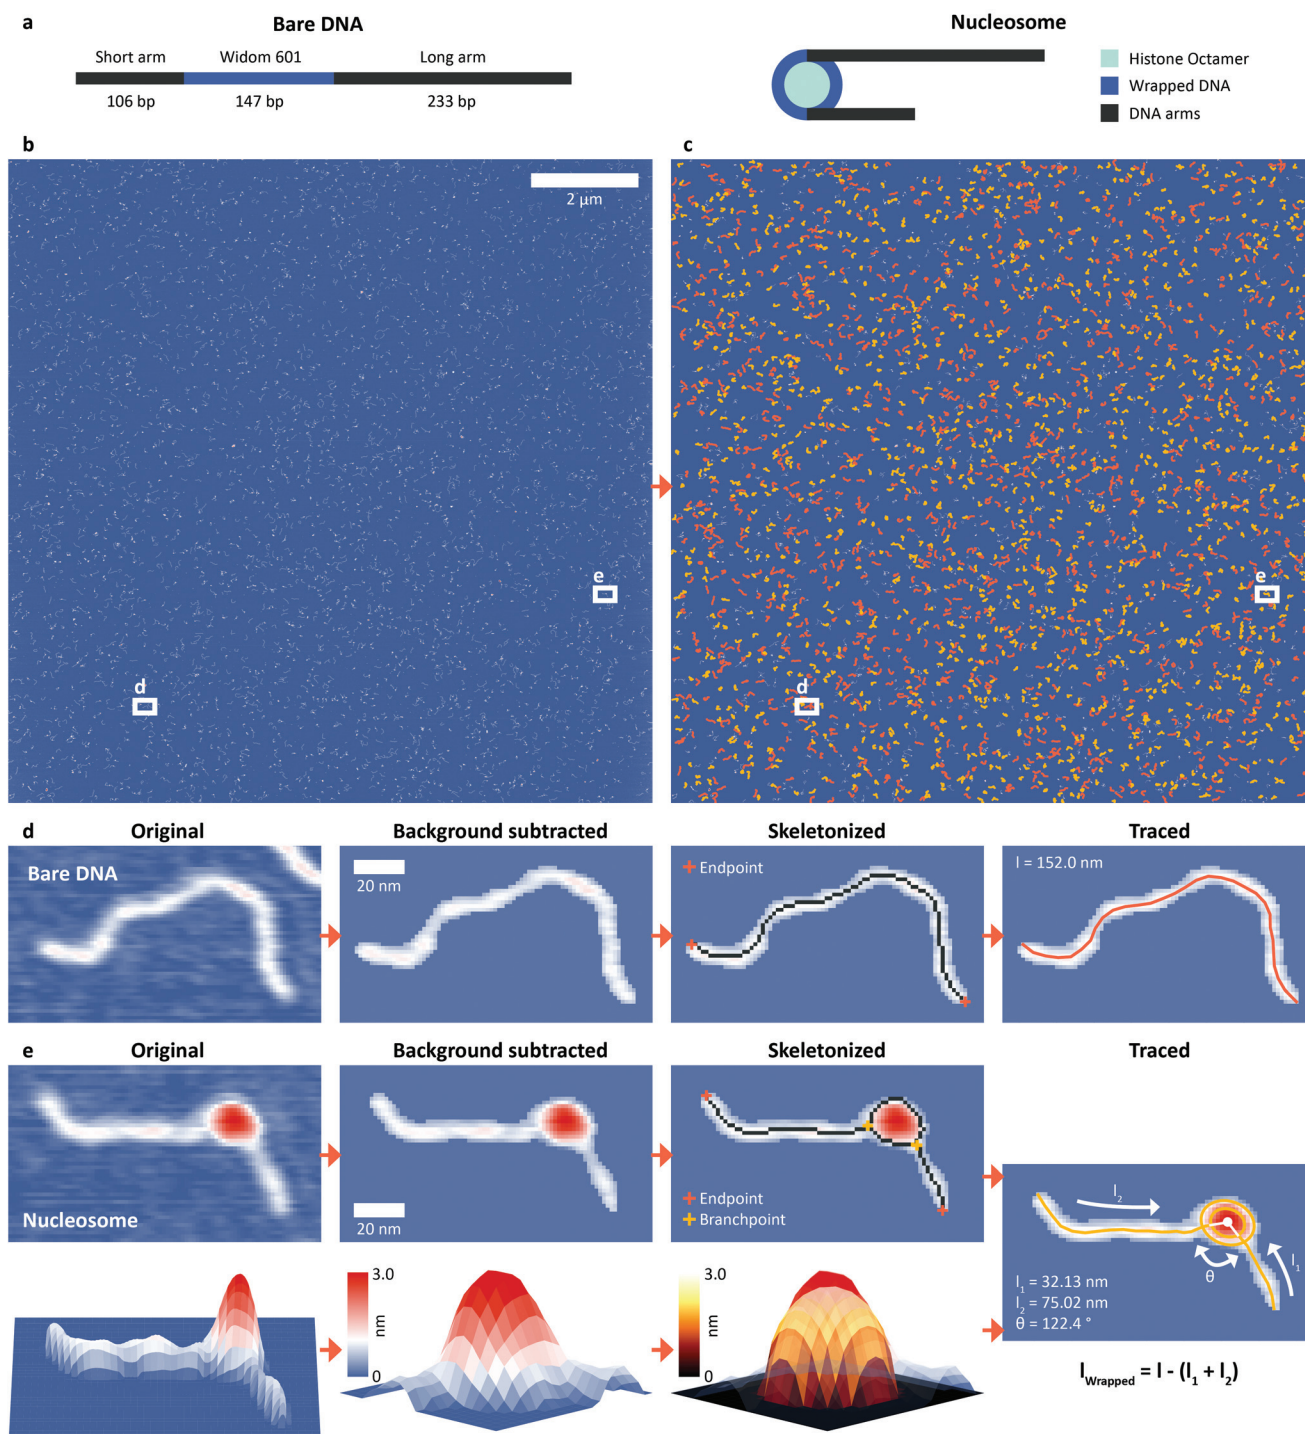 a
Bare DNA
Nucleosome
Short arm Widom 601 Long arm
106 bp 147 bp 233 bp
Histone Octamer
Wrapped DNA
DNA arms
b
2 µm
e
d
c
e
d
d
Original
Background subtracted
Skeletonized
Traced
Bare DNA
20 nm
Endpoint
l = 152.0 nm
e
Original
Background subtracted
Skeletonized
Traced
Nucleosome
20 nm
Endpoint
Branchpoint
l₂
θ
l₁
l₁ = 32.13 nm
l₂ = 75.02 nm
θ = 122.4 °
3.0
nm
0
3.0
nm
0
l_Wrapped = l - (l₁ + l₂)